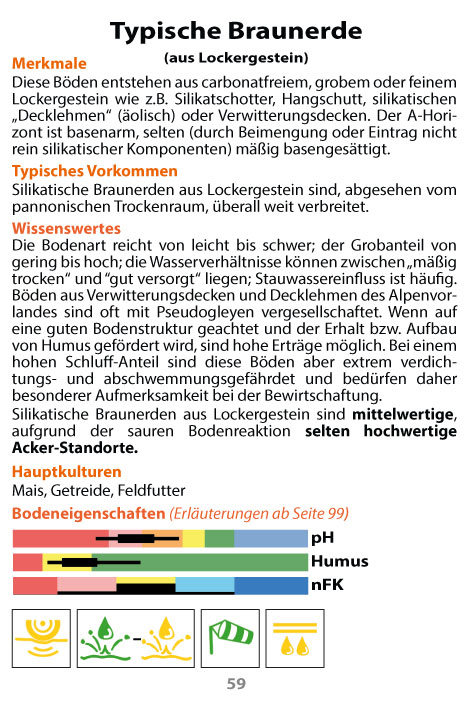 Typische Braunerde
(aus Lockergestein)
Merkmale
Diese Böden entstehen aus carbonatfreiem, grobem oder feinem
Lockergestein wie z.B. Silikatschotter, Hangschutt, silikatischen
„Decklehmen“ (äolisch) oder Verwitterungsdecken. Der A-Hori-
zont ist basenarm, selten (durch Beimengung oder Eintrag nicht
rein silikatischer Komponenten) mäßig basengesättigt.
Typisches Vorkommen
Silikatische Braunerden aus Lockergestein sind, abgesehen vom
pannonischen Trockenraum, überall weit verbreitet.
Wissenswertes
Die Bodenart reicht von leicht bis schwer; der Grobanteil von
gering bis hoch; die Wasserverhältnisse können zwischen „mäßig
trocken“ und “gut versorgt“ liegen; Stauwassereinfluss ist häufig.
Böden aus Verwitterungsdecken und Decklehmen des Alpenvor-
landes sind oft mit Pseudogleyen vergesellschaftet. Wenn auf
eine guten Bodenstruktur geachtet und der Erhalt bzw. Aufbau
von Humus gefördert wird, sind hohe Erträge möglich. Bei einem
hohen Schluff-Anteil sind diese Böden aber extrem verdich-
tungs- und abschwemmungsgefährdet und bedürfen daher
besonderer Aufmerksamkeit bei der Bewirtschaftung.
Silikatische Braunerden aus Lockergestein sind mittelwertige,
aufgrund der sauren Bodenreaktion selten hochwertige
Acker-Standorte.
Hauptkulturen
Mais, Getreide, Feldfutter
Bodeneigenschaften (Erläuterungen ab Seite 99)
pH
Humus
nFK
59